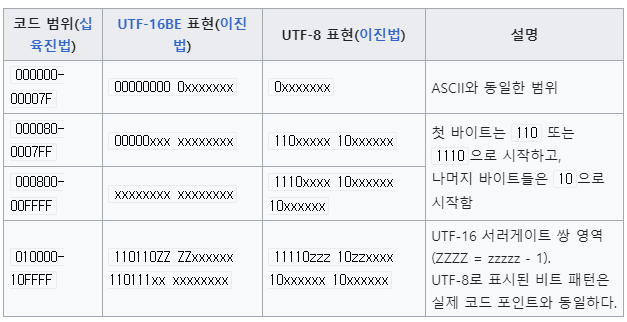 코드 범위(십육진법) UTF-16BE 표현(이진법) UTF-8 표현(이진법) 설명
000000-
00007F
00000000 0xxxxxxx
0xxxxxxx
ASCII와 동일한 범위
000080-
0007FF
00000xxx xxxxxxxx
110xxxxx 10xxxxxx
첫 바이트는 110 또는
1110 으로 시작하고,
나머지 바이트들은 10 으로
시작함
000800-
00FFFF
xxxxxxxx xxxxxxxx
1110xxxx 10xxxxxx
10xxxxxx
010000-
10FFFF
110110ZZ ZZxxxxxx
110111xx xxxxxxxx
11110zzz 10zzxxxx
10xxxxxx 10xxxxxx
UTF-16 서러게이트 쌍 영역
(ZZZZ = zzzzz - 1).
UTF-8로 표시된 비트 패턴은
실제 코드 포인트와 동일하다.